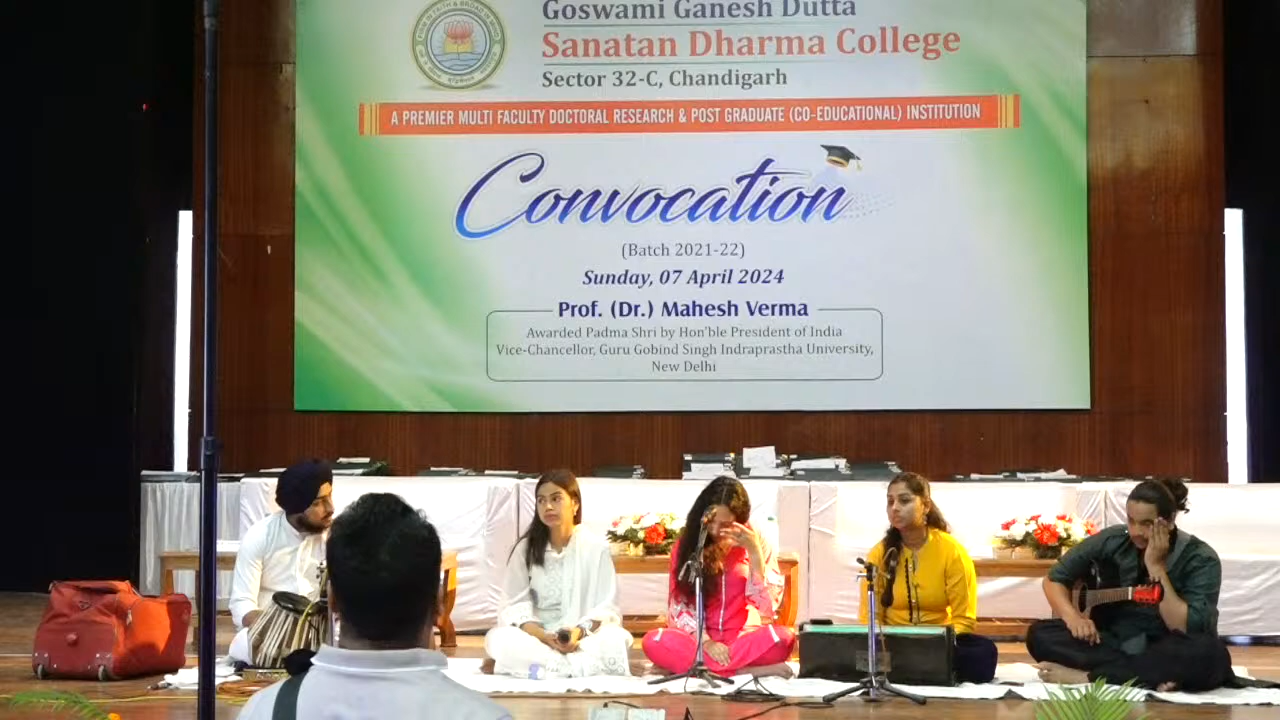 Goswami Ganesh Dutta
Sanatan Dharma College
Sector 32-C, Chandigarh
A PREMIER MULTI FACULTY DOCTORAL RESEARCH & POST GRADUATE (CO-EDUCATIONAL) INSTITUTION
Convocation
(Batch 2021-22)
Sunday, 07 April 2024
Prof. (Dr.) Mahesh Verma
Awarded Padma Shri by Hon'ble President of India
Vice-Chancellor, Guru Gobind Singh Indraprastha University,
New Delhi